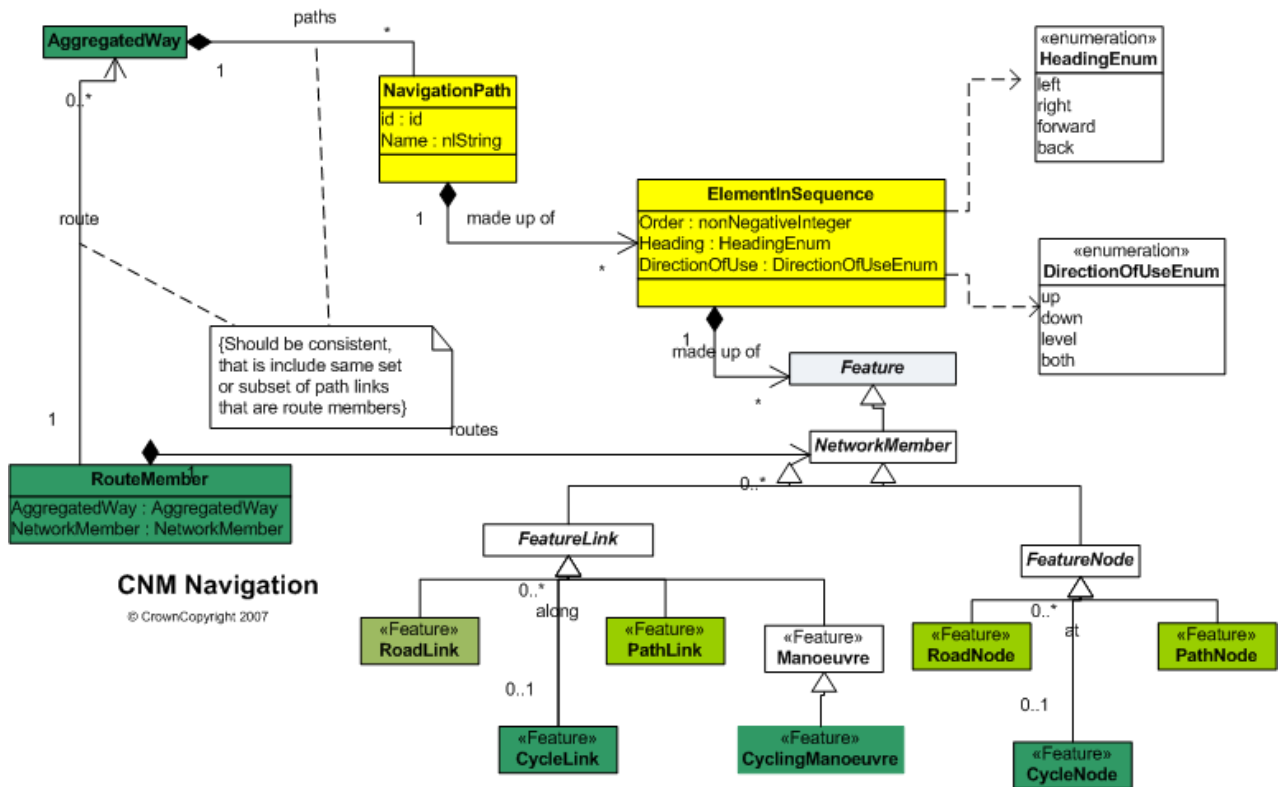 paths
AggregatedWay
*
1
«enumeration»
HeadingEnum
left
right
forward
back
0..*
NavigationPath
id : id
Name : nlString
ElementInSequence
Order : nonNegativeInteger
Heading : HeadingEnum
DirectionOfUse : DirectionOfUseEnum
1
made up of
*
route
«enumeration»
DirectionOfUseEnum
up
down
level
both
{Should be consistent,
that is include same set
or subset of path links
that are route members}
1
made up of
*
Feature
1
routes
NetworkMember
1
0..*
RouteMember
AggregatedWay : AggregatedWay
NetworkMember : NetworkMember
FeatureLink
FeatureNode
CNM Navigation
© CrownCopyright 2007
0..*
along
0..*
at
«Feature»
RoadLink
«Feature»
PathLink
«Feature»
Manoeuvre
«Feature»
RoadNode
«Feature»
PathNode
0..1
0..1
«Feature»
CycleLink
«Feature»
CyclingManoeuvre
«Feature»
CycleNode